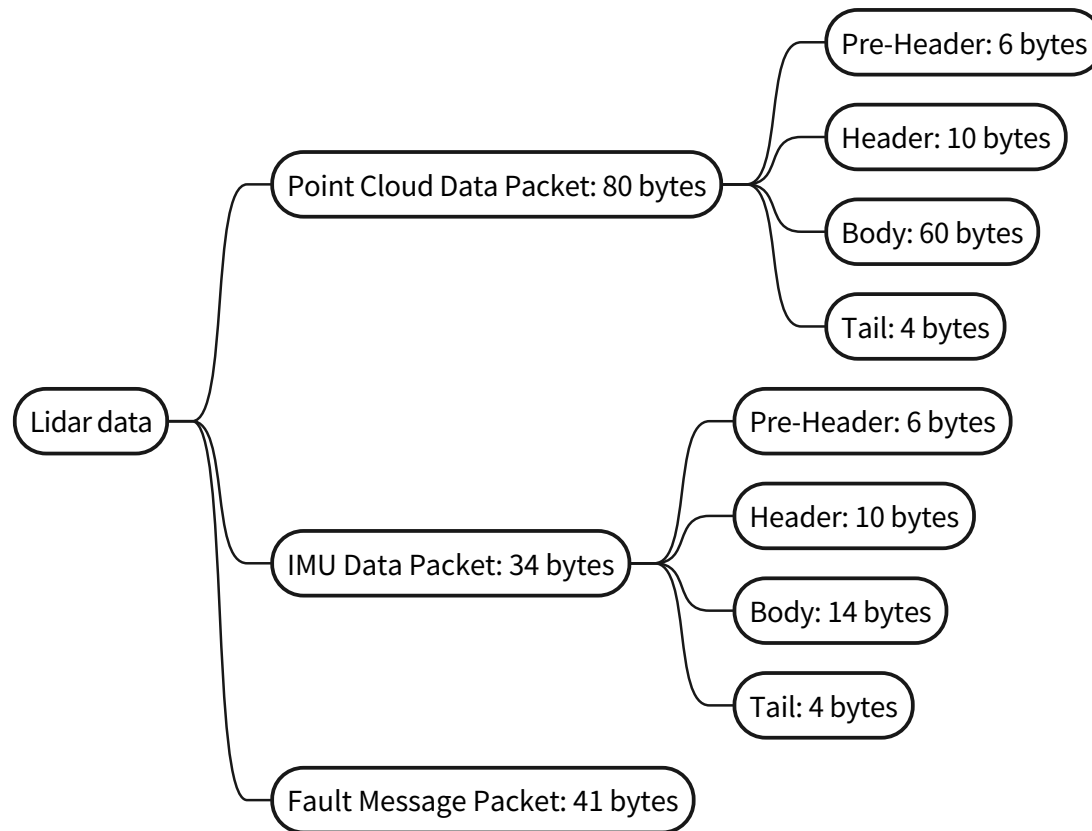 Pre-Header: 6 bytes
Header: 10 bytes
Point Cloud Data Packet: 80 bytes
Body: 60 bytes
Tail: 4 bytes
Lidar data
Pre-Header: 6 bytes
Header: 10 bytes
IMU Data Packet: 34 bytes
Body: 14 bytes
Tail: 4 bytes
Fault Message Packet: 41 bytes